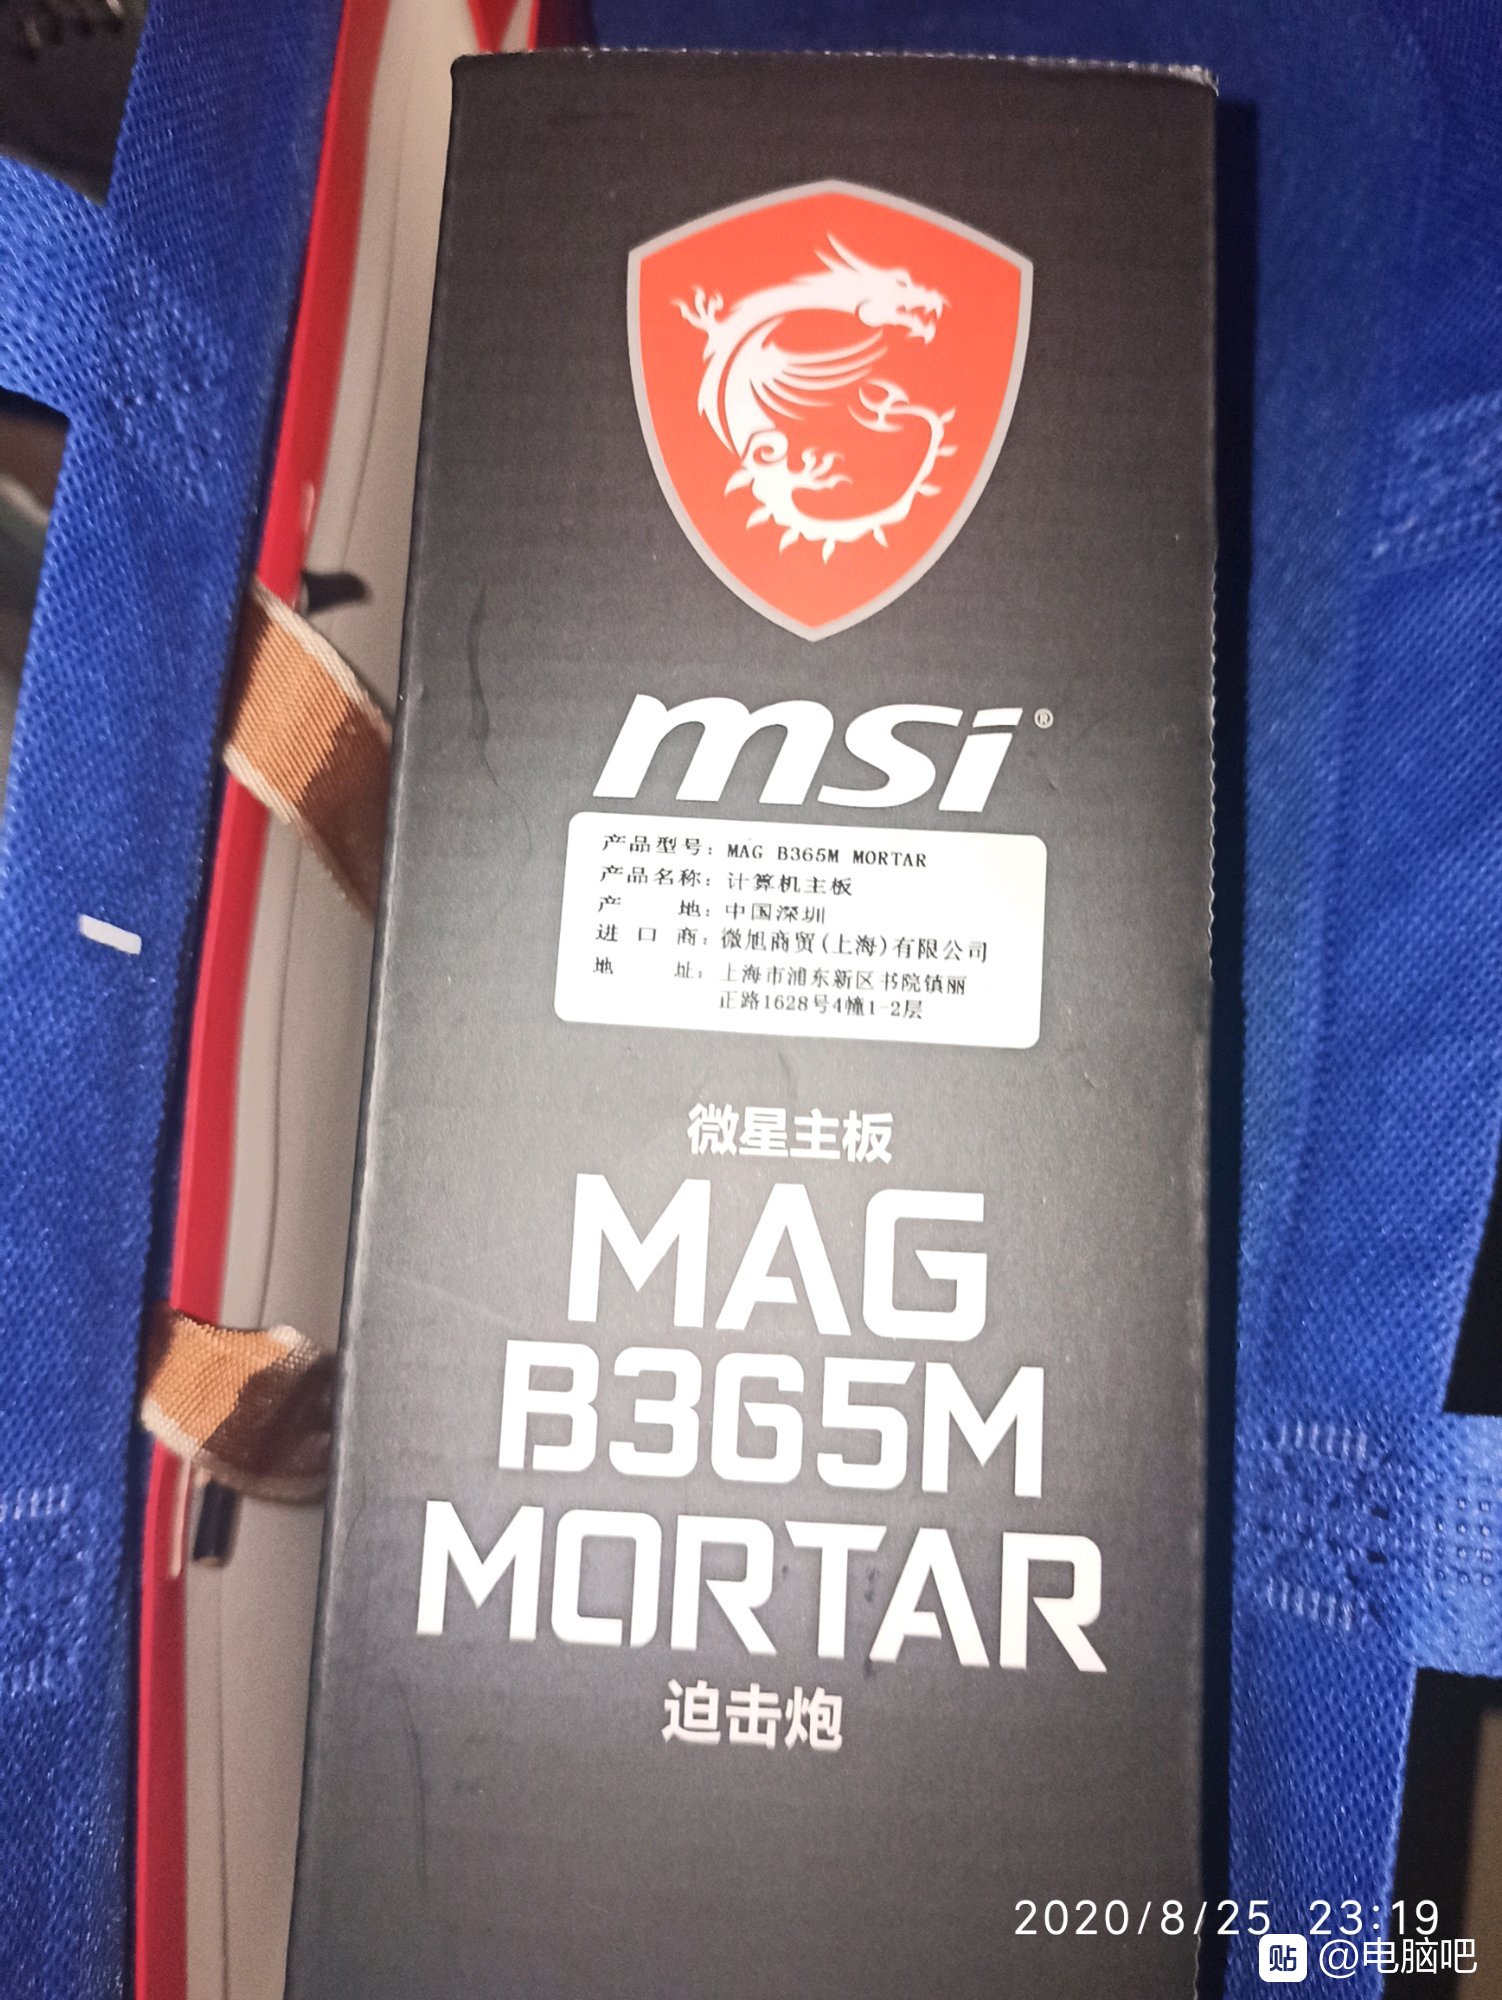 msi®
产品型号：MAG B365M MORTAR
产品名称：计算机主板
产 地：中国深圳
进 口 商：微旭商贸(上海)有限公司
地 址：上海市浦东新区书院镇丽
正路1628号4幢1-2层
微星主板
MAG
B365M
MORTAR
迫击炮
2020/8/25 23:19
贴 @电脑吧